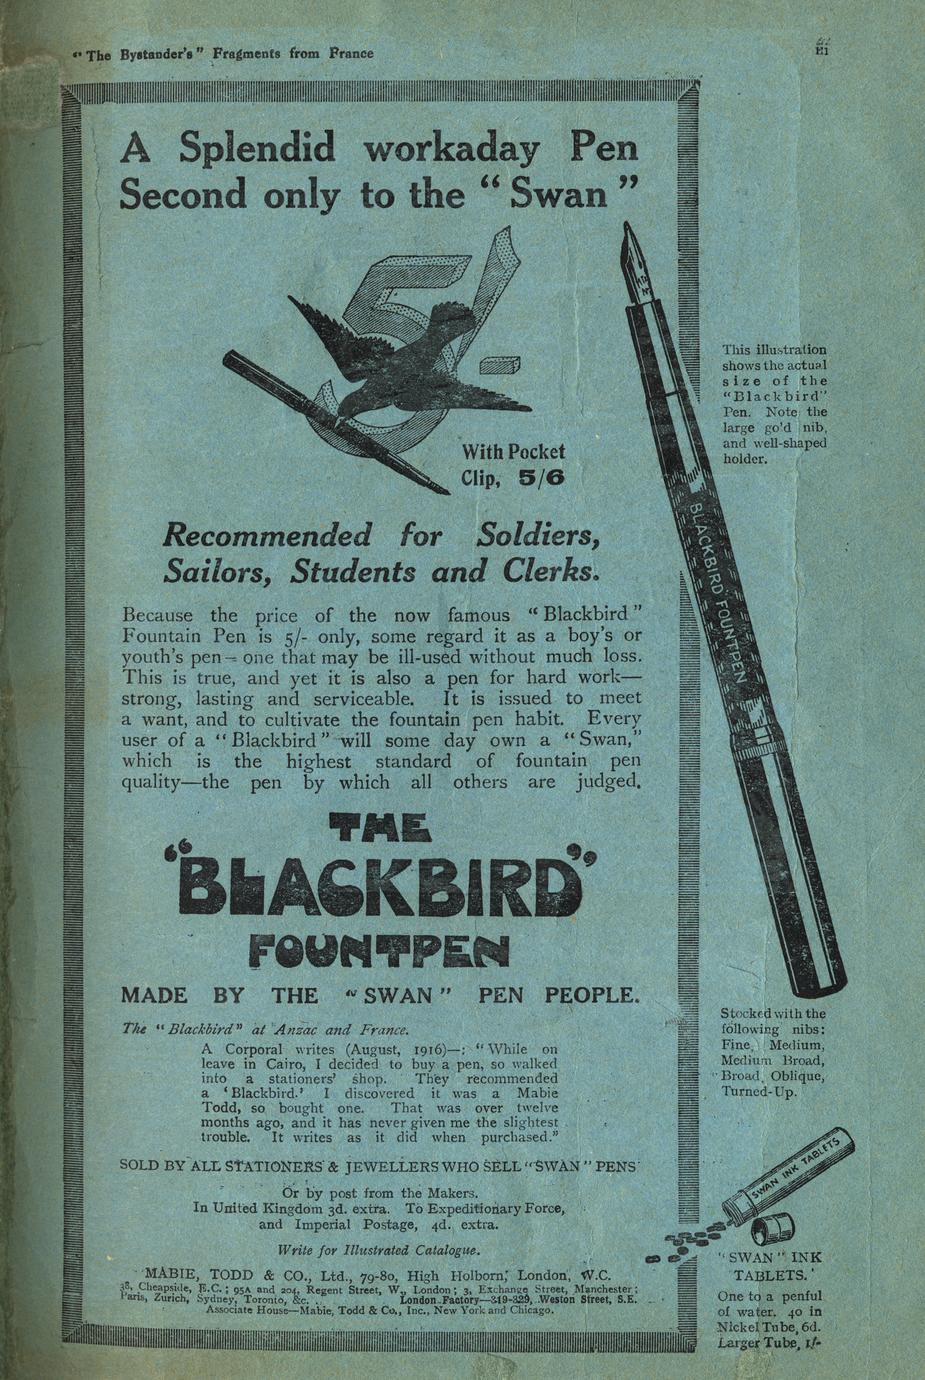 "The Bystander's" Fragments from France
A Splendid workaday Pen
Second only to the "Swan"
5/-
With Pocket
Clip, 5/6
This illustration
shows the actual
size of the
"Blackbird"
Pen. Note the
large gold nib,
and well-shaped
holder.
BLACKBIRD FOUNTPEN
Recommended for Soldiers,
Sailors, Students and Clerks.
Because the price of the now famous "Blackbird"
Fountain Pen is 5/- only, some regard it as a boy's or
youth's pen—one that may be ill-used without much loss.
This is true, and yet it is also a pen for hard work—
strong, lasting and serviceable. It is issued to meet
a want, and to cultivate the fountain pen habit. Every
user of a "Blackbird" will some day own a "Swan,"
which is the highest standard of fountain pen
quality—the pen by which all others are judged.
THE
"BLACKBIRD"
FOUNTPEN
MADE BY THE "SWAN" PEN PEOPLE.
The "Blackbird" at Anzac and France.
A Corporal writes (August, 1916)—: "While on
leave in Cairo, I decided to buy a pen, so walked
into a stationers' shop. They recommended
a 'Blackbird.' I discovered it was a Mabie
Todd, so bought one. That was over twelve
months ago, and it has never given me the slightest
trouble. It writes as it did when purchased."
SOLD BY ALL STATIONERS & JEWELLERS WHO SELL "SWAN" PENS
Or by post from the Makers.
In United Kingdom 3d. extra. To Expeditionary Force,
and Imperial Postage, 4d. extra.
Write for Illustrated Catalogue.
MABIE, TODD & CO., Ltd., 79-80, High Holborn, London, W.C.
38, Cheapside, E.C.; 95A and 204, Regent Street, W., London; 3, Exchange Street, Manchester;
Paris, Zurich, Sydney, Toronto, &c. London Factory—319-329, Weston Street, S.E.
Associate House—Mabie, Todd & Co., Inc., New York and Chicago.
Stocked with the
following nibs:
Fine, Medium,
Medium Broad,
Broad, Oblique,
Turned-Up.
SWAN INK TABLETS
"SWAN" INK
TABLETS.
One to a penful
of water. 40 in
Nickel Tube, 6d.
Larger Tube, 1/-